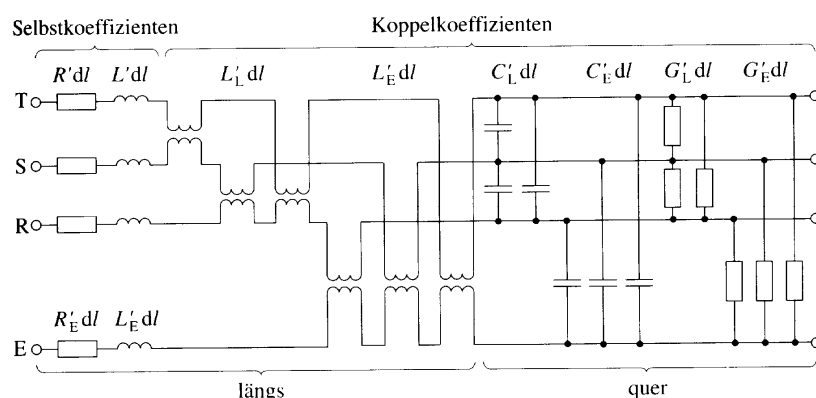 Selbstkoeffizienten Koppelkoeffizienten
R'dl L'dl L'_L dl L'_E dl C'_L dl C'_E dl G'_L dl G'_E dl
T
S
R
R'_E dl L'_E dl
E
längs quer